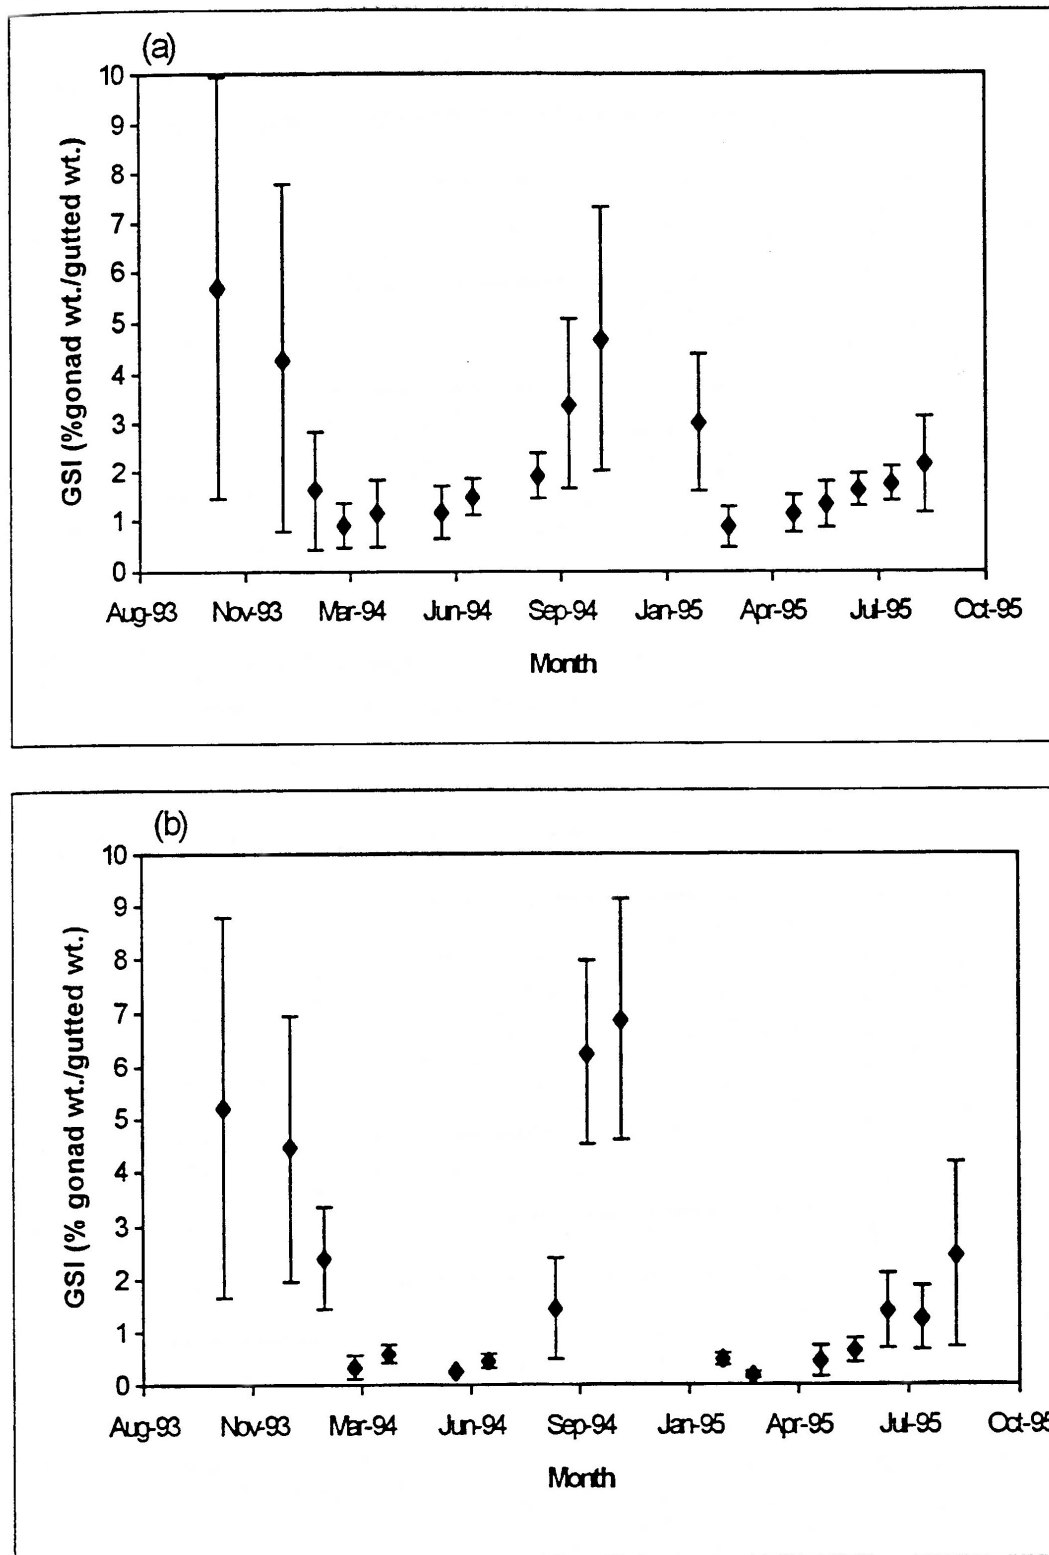 (a)
GSI (%gonad wt./gutted wt.)
10
9
8
7
6
5
4
3
2
1
0
Aug-93 Nov-93 Mar-94 Jun-94 Sep-94 Jan-95 Apr-95 Jul-95 Oct-95
Month
(b)
GSI (% gonad wt./gutted wt.)
10
9
8
7
6
5
4
3
2
1
0
Aug-93 Nov-93 Mar-94 Jun-94 Sep-94 Jan-95 Apr-95 Jul-95 Oct-95
Month